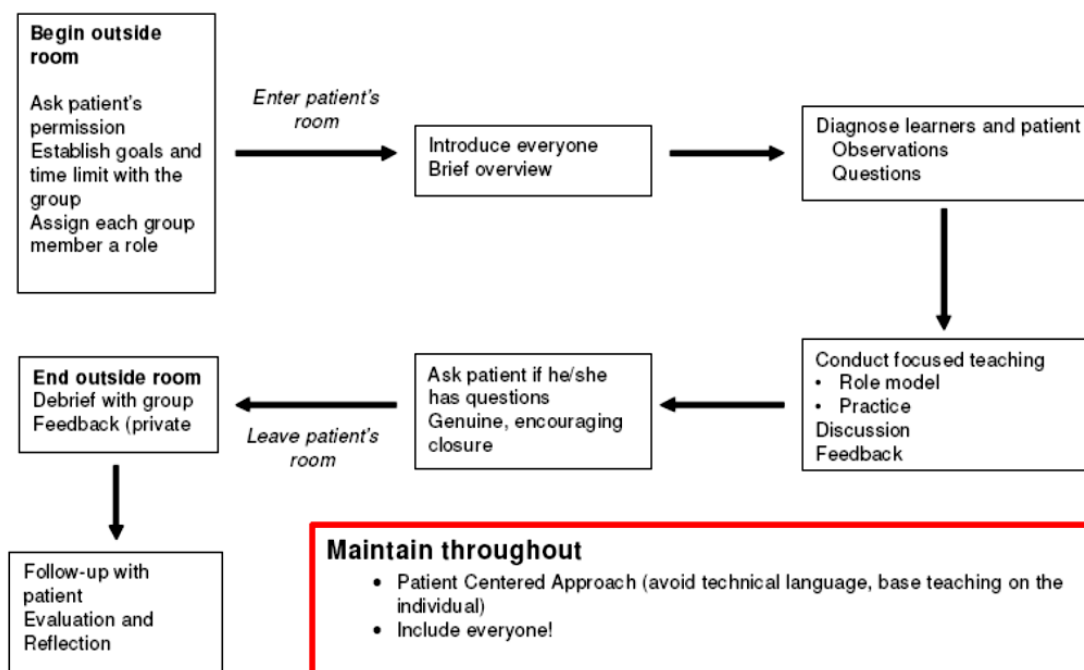 Begin outside
room
Ask patient's
permission
Establish goals and
time limit with the
group
Assign each group
member a role
Enter patient's
room
Introduce everyone
Brief overview
Diagnose learners and patient
Observations
Questions
Conduct focused teaching
• Role model
• Practice
Discussion
Feedback
Ask patient if he/she
has questions
Genuine, encouraging
closure
Leave patient's
room
End outside room
Debrief with group
Feedback (private
Follow-up with
patient
Evaluation and
Reflection
Maintain throughout
• Patient Centered Approach (avoid technical language, base teaching on the
individual)
• Include everyone!